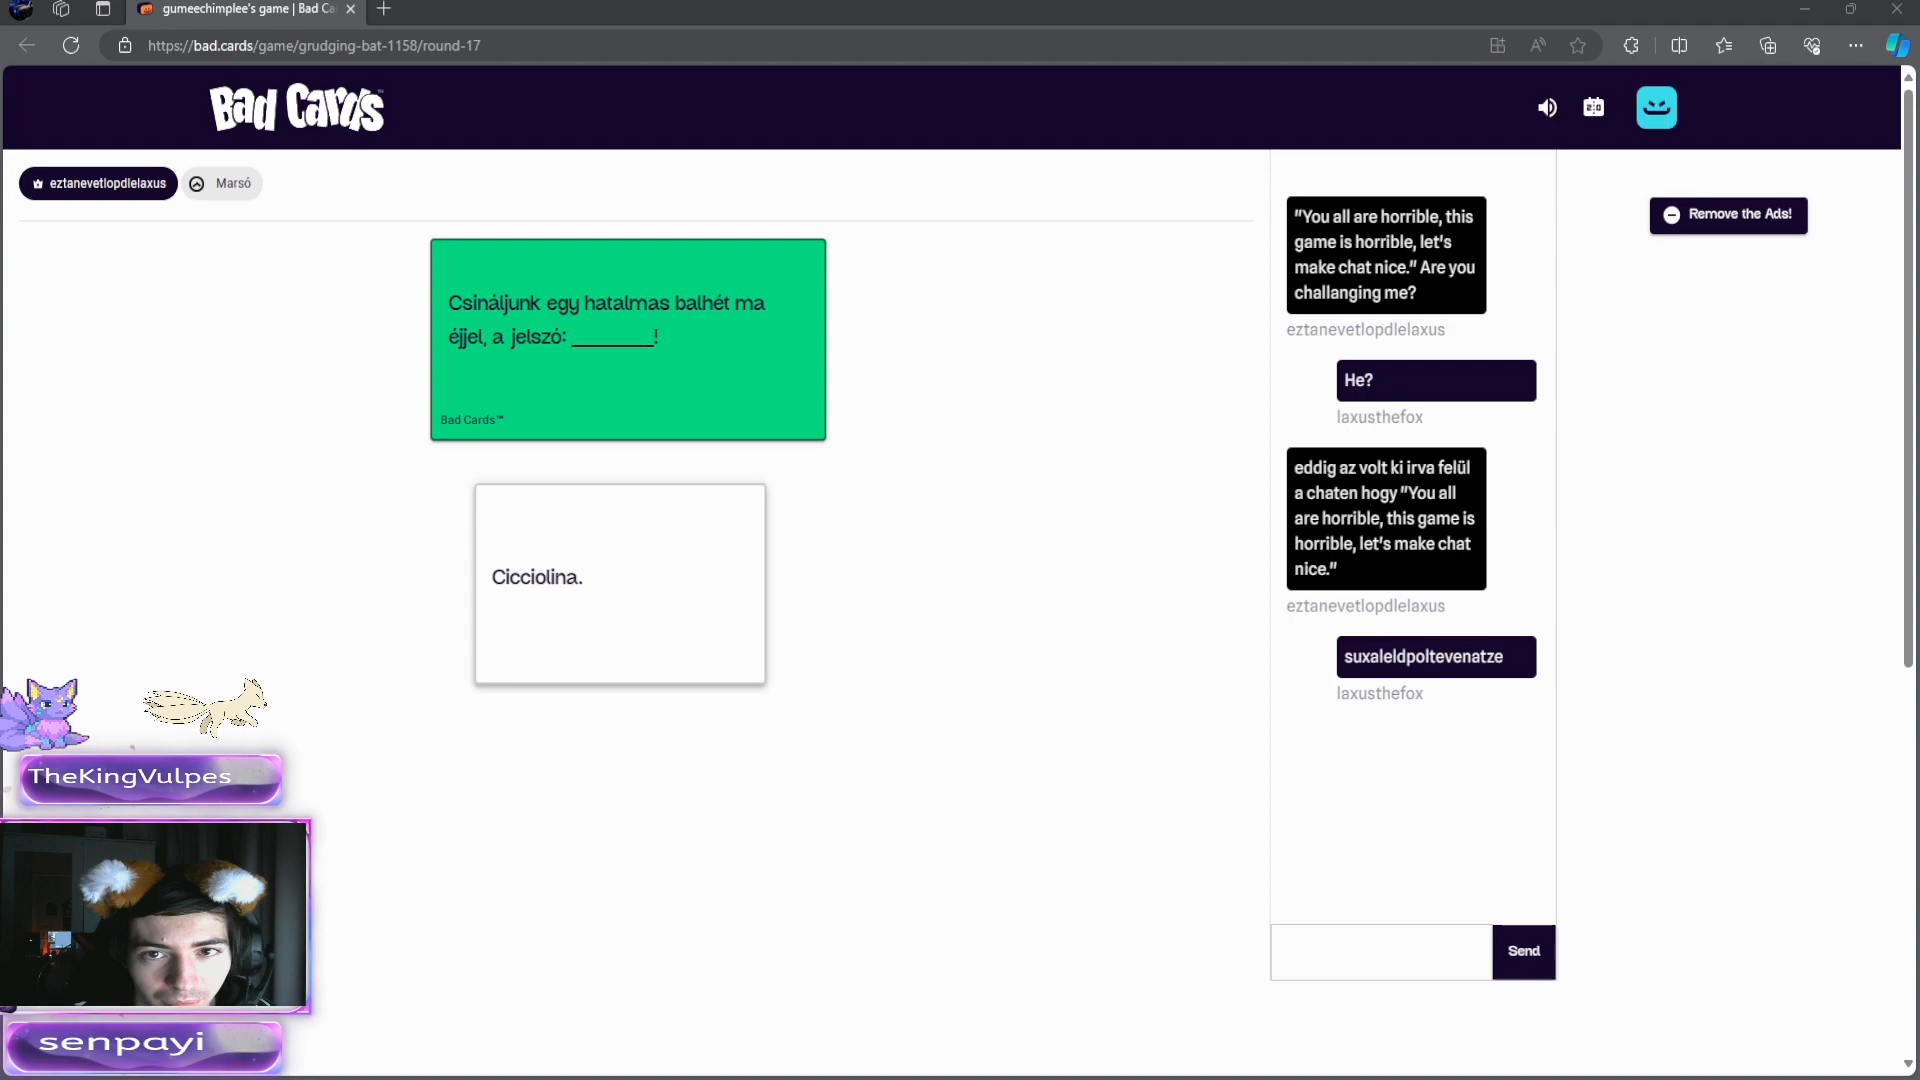 gumeechimplee's game | Bad Ca
https://bad.cards/game/grudging-bat-1158/round-17
Bad Cards
eztanevetlopdlelaxus
Marsó
Csináljunk egy hatalmas balhét ma
éjjel, a jelszó: ________!
Bad Cards™
Cicciolina.
"You all are horrible, this
game is horrible, let's
make chat nice." Are you
challanging me?
eztanevetlopdlelaxus
He?
laxusthefox
eddig az volt ki irva felül
a chaten hogy "You all
are horrible, this game is
horrible, let's make chat
nice."
eztanevetlopdlelaxus
suxaleldpoltevenatze
laxusthefox
Send
Remove the Ads!
TheKingVulpes
senpayi